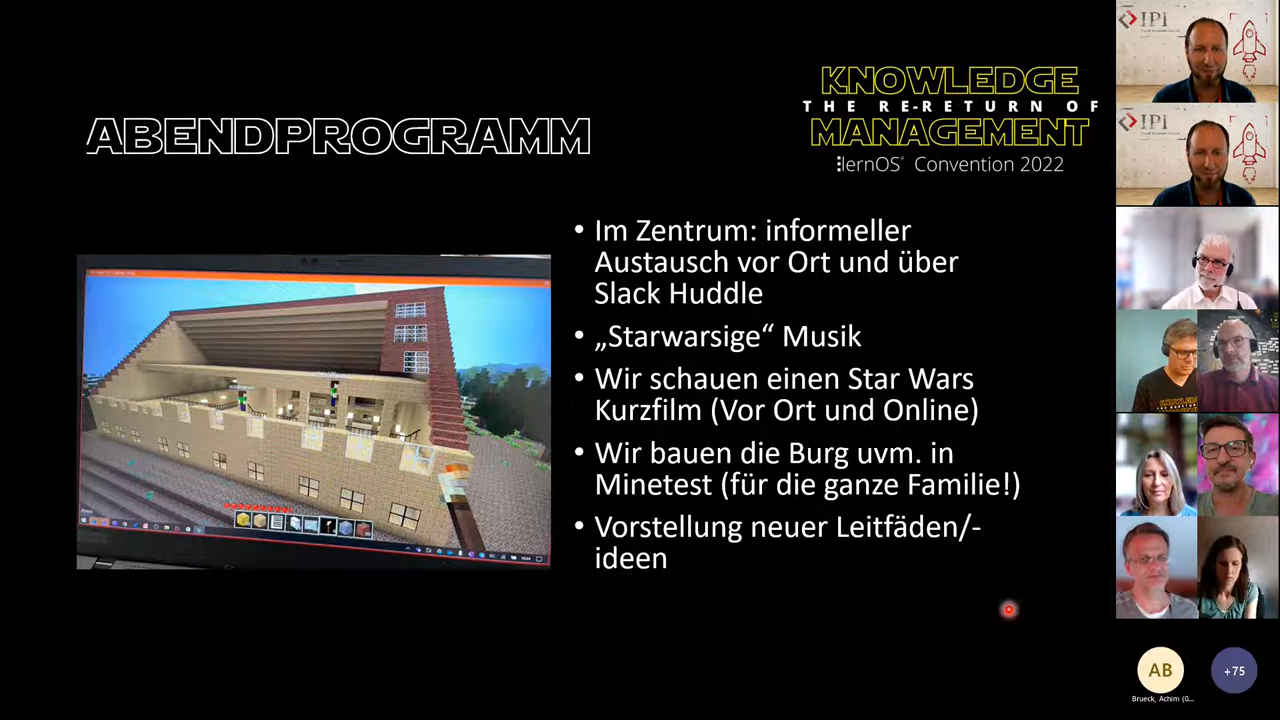 ABENDPROGRAMM
KNOWLEDGE
THE RE-RETURN OF
MANAGEMENT
lernOS® Convention 2022
• Im Zentrum: informeller
Austausch vor Ort und über
Slack Huddle
• „Starwarsige“ Musik
• Wir schauen einen Star Wars
Kurzfilm (Vor Ort und Online)
• Wir bauen die Burg uvm. in
Minetest (für die ganze Familie!)
• Vorstellung neuer Leitfäden/-
ideen
IPI
IPI
KNOWLEDGE
AB
+75
Brueck, Achim (0...